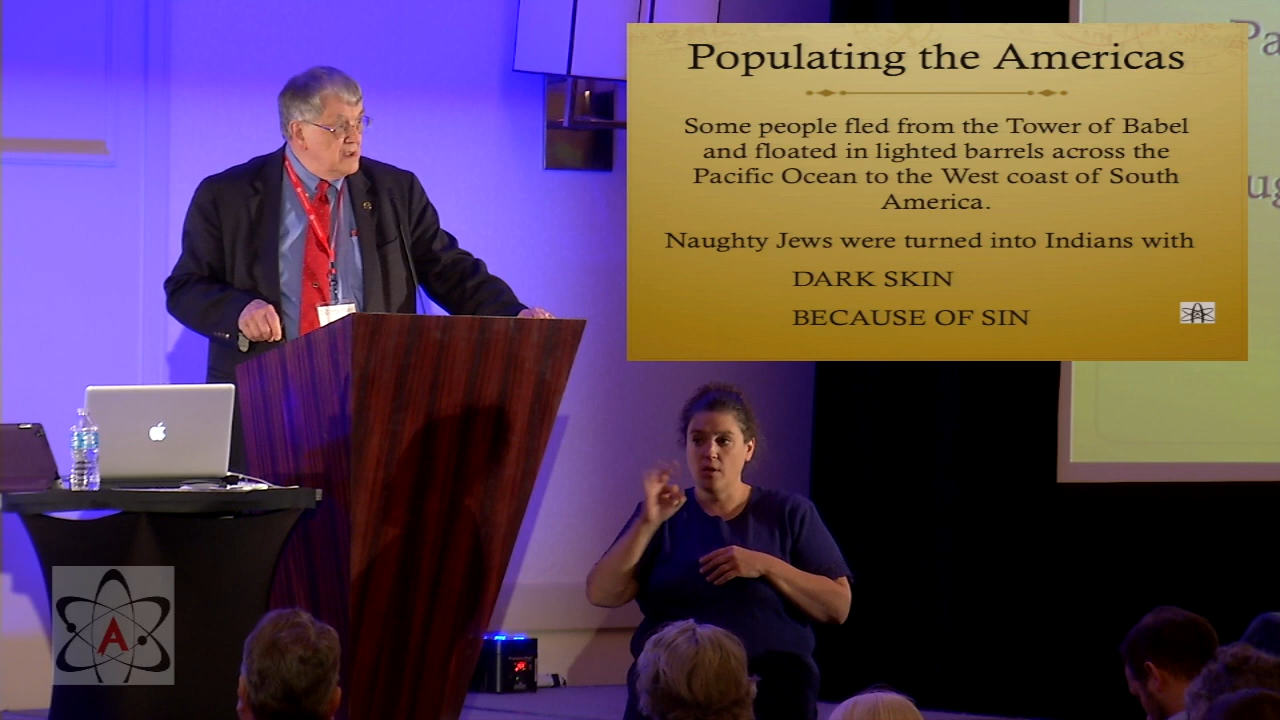 Populating the Americas
Some people fled from the Tower of Babel
and floated in lighted barrels across the
Pacific Ocean to the West coast of South
America.
Naughty Jews were turned into Indians with
DARK SKIN
BECAUSE OF SIN
Pa
ug
A